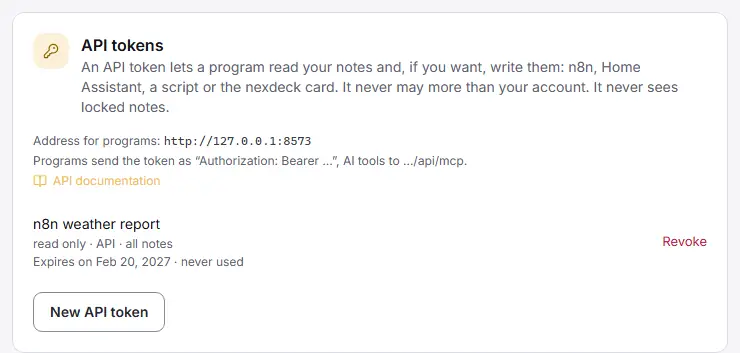 API tokens
An API token lets a program read your notes and, if you want, write them: n8n, Home
Assistant, a script or the nexdeck card. It never may more than your account. It never sees
locked notes.
Address for programs: http://127.0.0.1:8573
Programs send the token as “Authorization: Bearer ...”, AI tools to .../api/mcp.
API documentation
n8n weather report
read only · API · all notes
Revoke
Expires on Feb 20, 2027 · never used
New API token